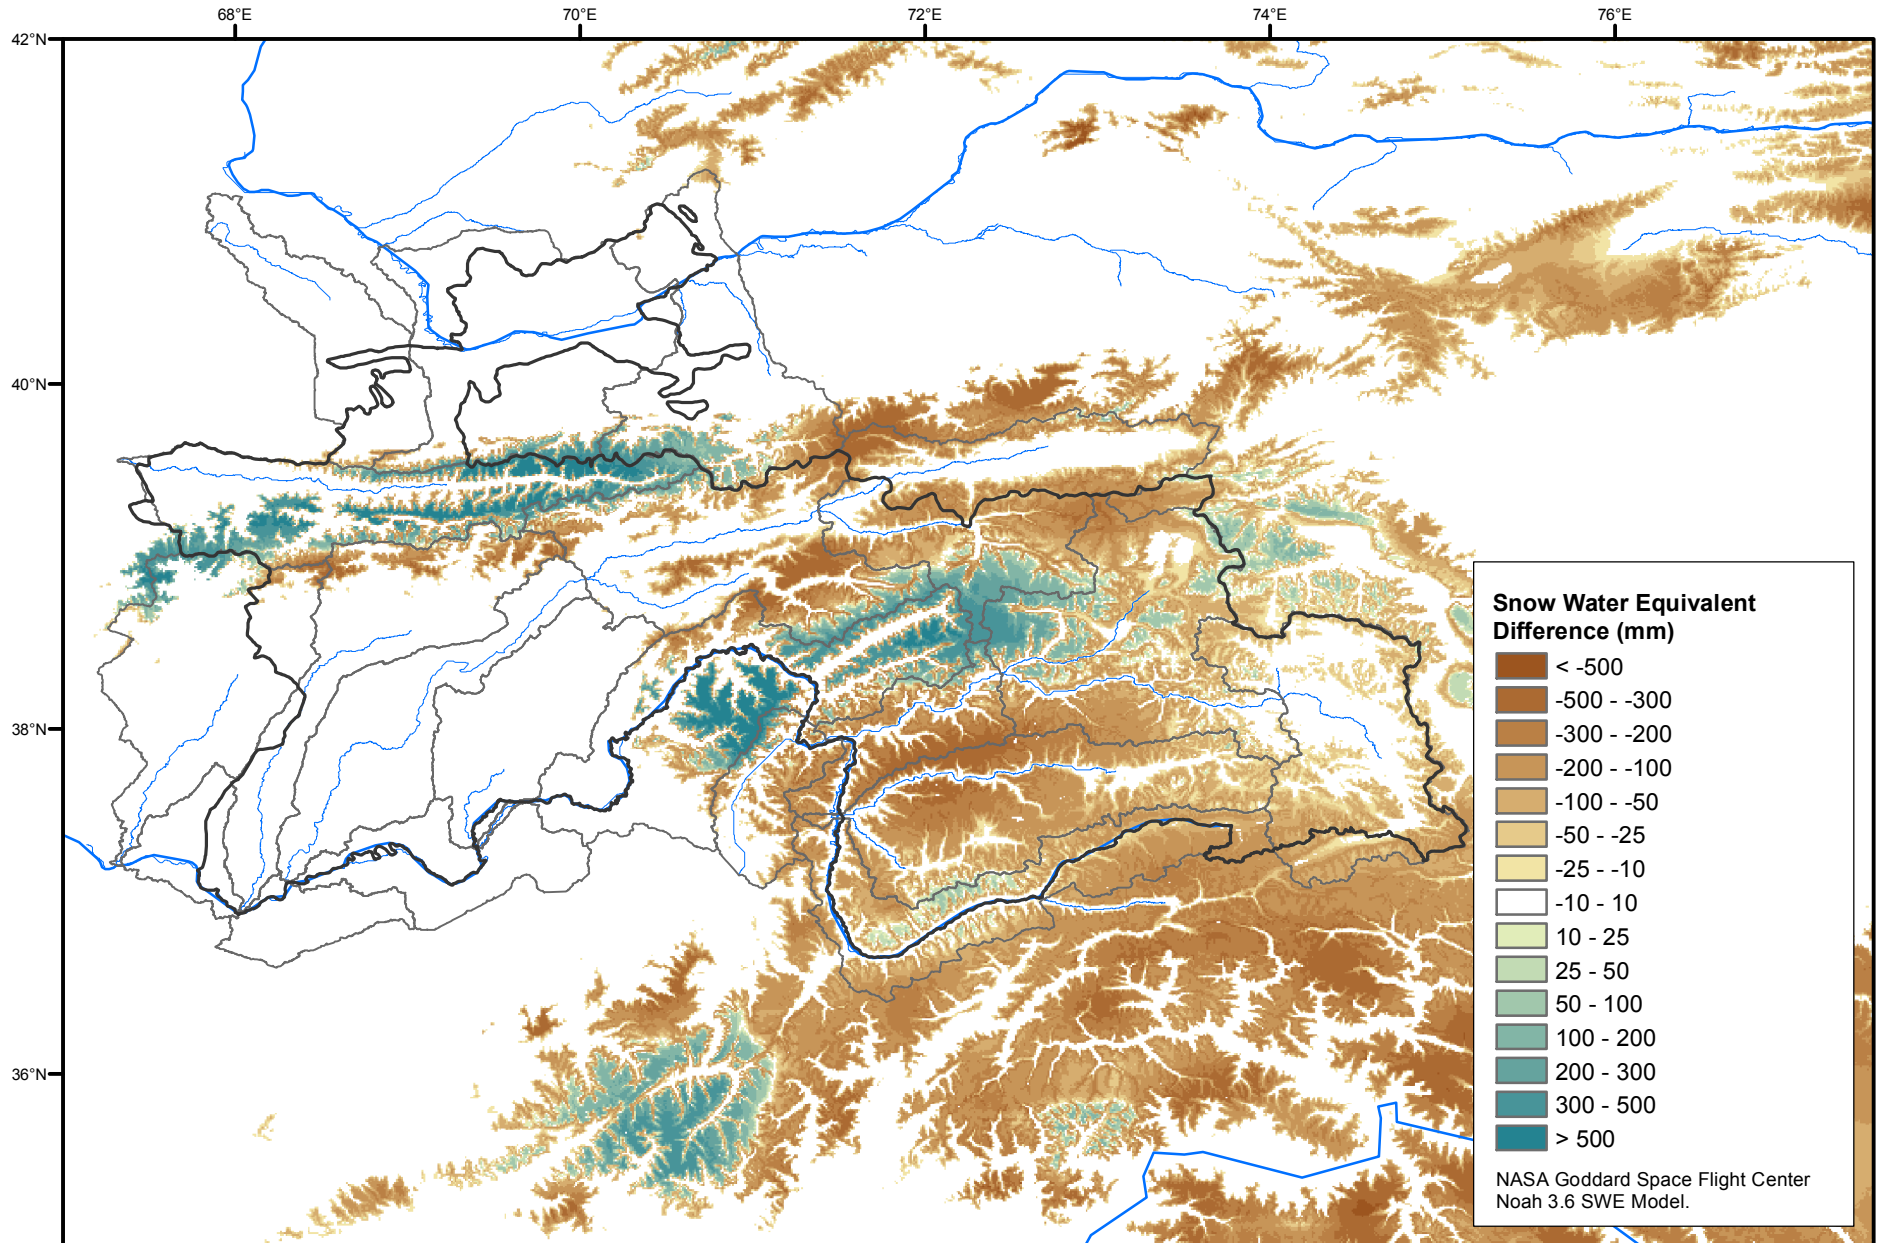 68°E
70°E
72°E
74°E
76°E
42°N
40°N
38°N
36°N
Snow Water Equivalent
Difference (mm)
< -500
-500 - -300
-300 - -200
-200 - -100
-100 - -50
-50 - -25
-25 - -10
-10 - 10
10 - 25
25 - 50
50 - 100
100 - 200
200 - 300
300 - 500
> 500
NASA Goddard Space Flight Center
Noah 3.6 SWE Model.